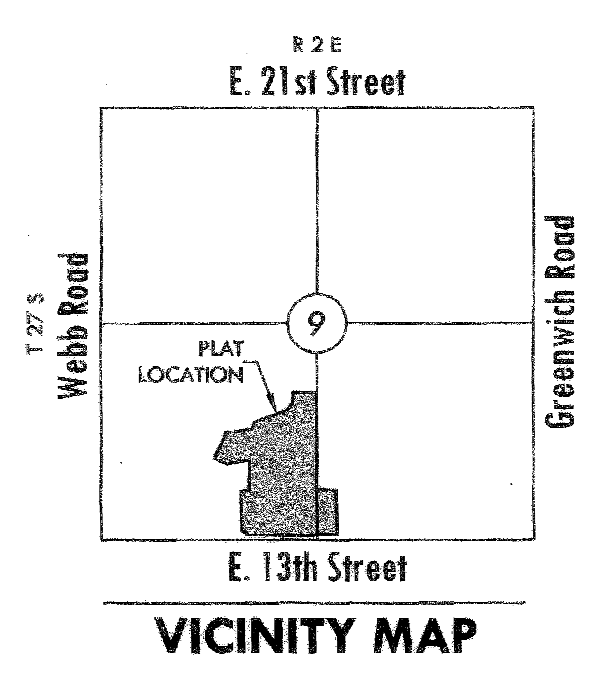 R 2 E
E. 21st Street
T 27 S
Webb Road
Greenwich Road
9
PLAT
LOCATION
E. 13th Street
VICINITY MAP